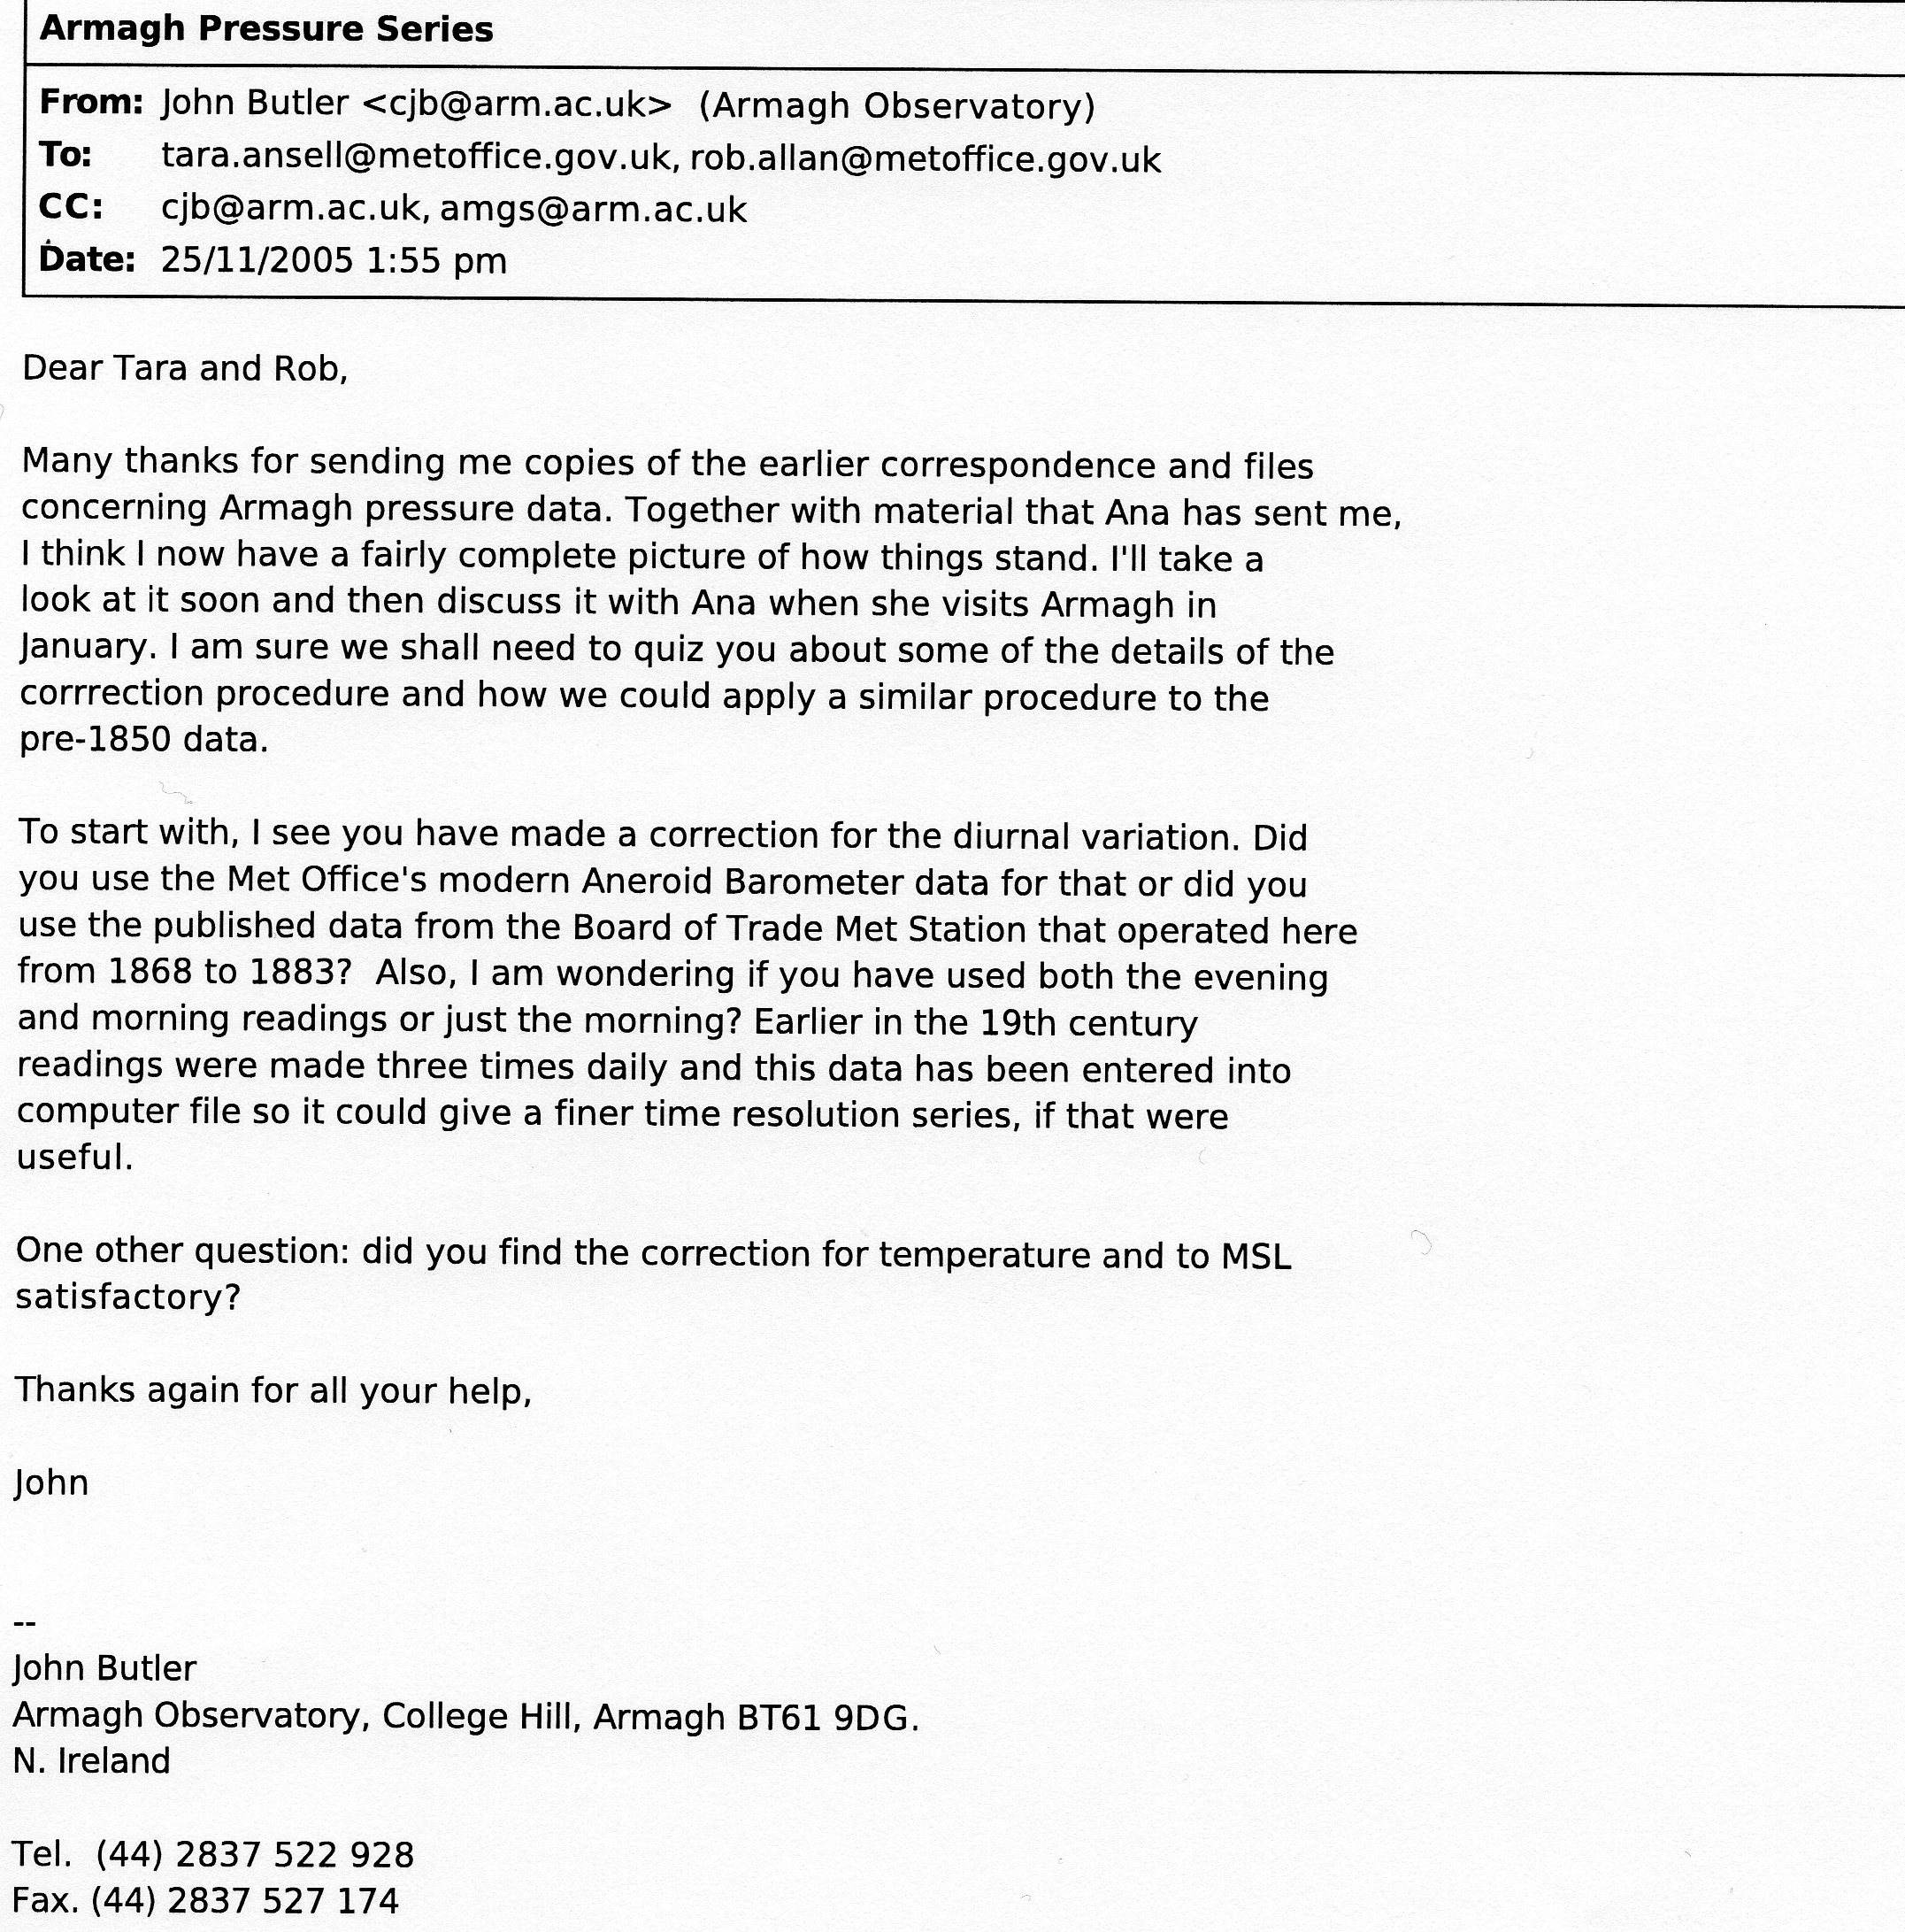 Armagh Pressure Series
From: John Butler <cjb@arm.ac.uk> (Armagh Observatory)
To: tara.ansell@metoffice.gov.uk, rob.allan@metoffice.gov.uk
CC: cjb@arm.ac.uk, amgs@arm.ac.uk
Date: 25/11/2005 1:55 pm
Dear Tara and Rob,
Many thanks for sending me copies of the earlier correspondence and files
concerning Armagh pressure data. Together with material that Ana has sent me,
I think I now have a fairly complete picture of how things stand. I'll take a
look at it soon and then discuss it with Ana when she visits Armagh in
January. I am sure we shall need to quiz you about some of the details of the
corrrection procedure and how we could apply a similar procedure to the
pre-1850 data.
To start with, I see you have made a correction for the diurnal variation. Did
you use the Met Office's modern Aneroid Barometer data for that or did you
use the published data from the Board of Trade Met Station that operated here
from 1868 to 1883?  Also, I am wondering if you have used both the evening
and morning readings or just the morning? Earlier in the 19th century
readings were made three times daily and this data has been entered into
computer file so it could give a finer time resolution series, if that were
useful.
One other question: did you find the correction for temperature and to MSL
satisfactory?
Thanks again for all your help,
John
--
John Butler
Armagh Observatory, College Hill, Armagh BT61 9DG.
N. Ireland
Tel.  (44) 2837 522 928
Fax. (44) 2837 527 174